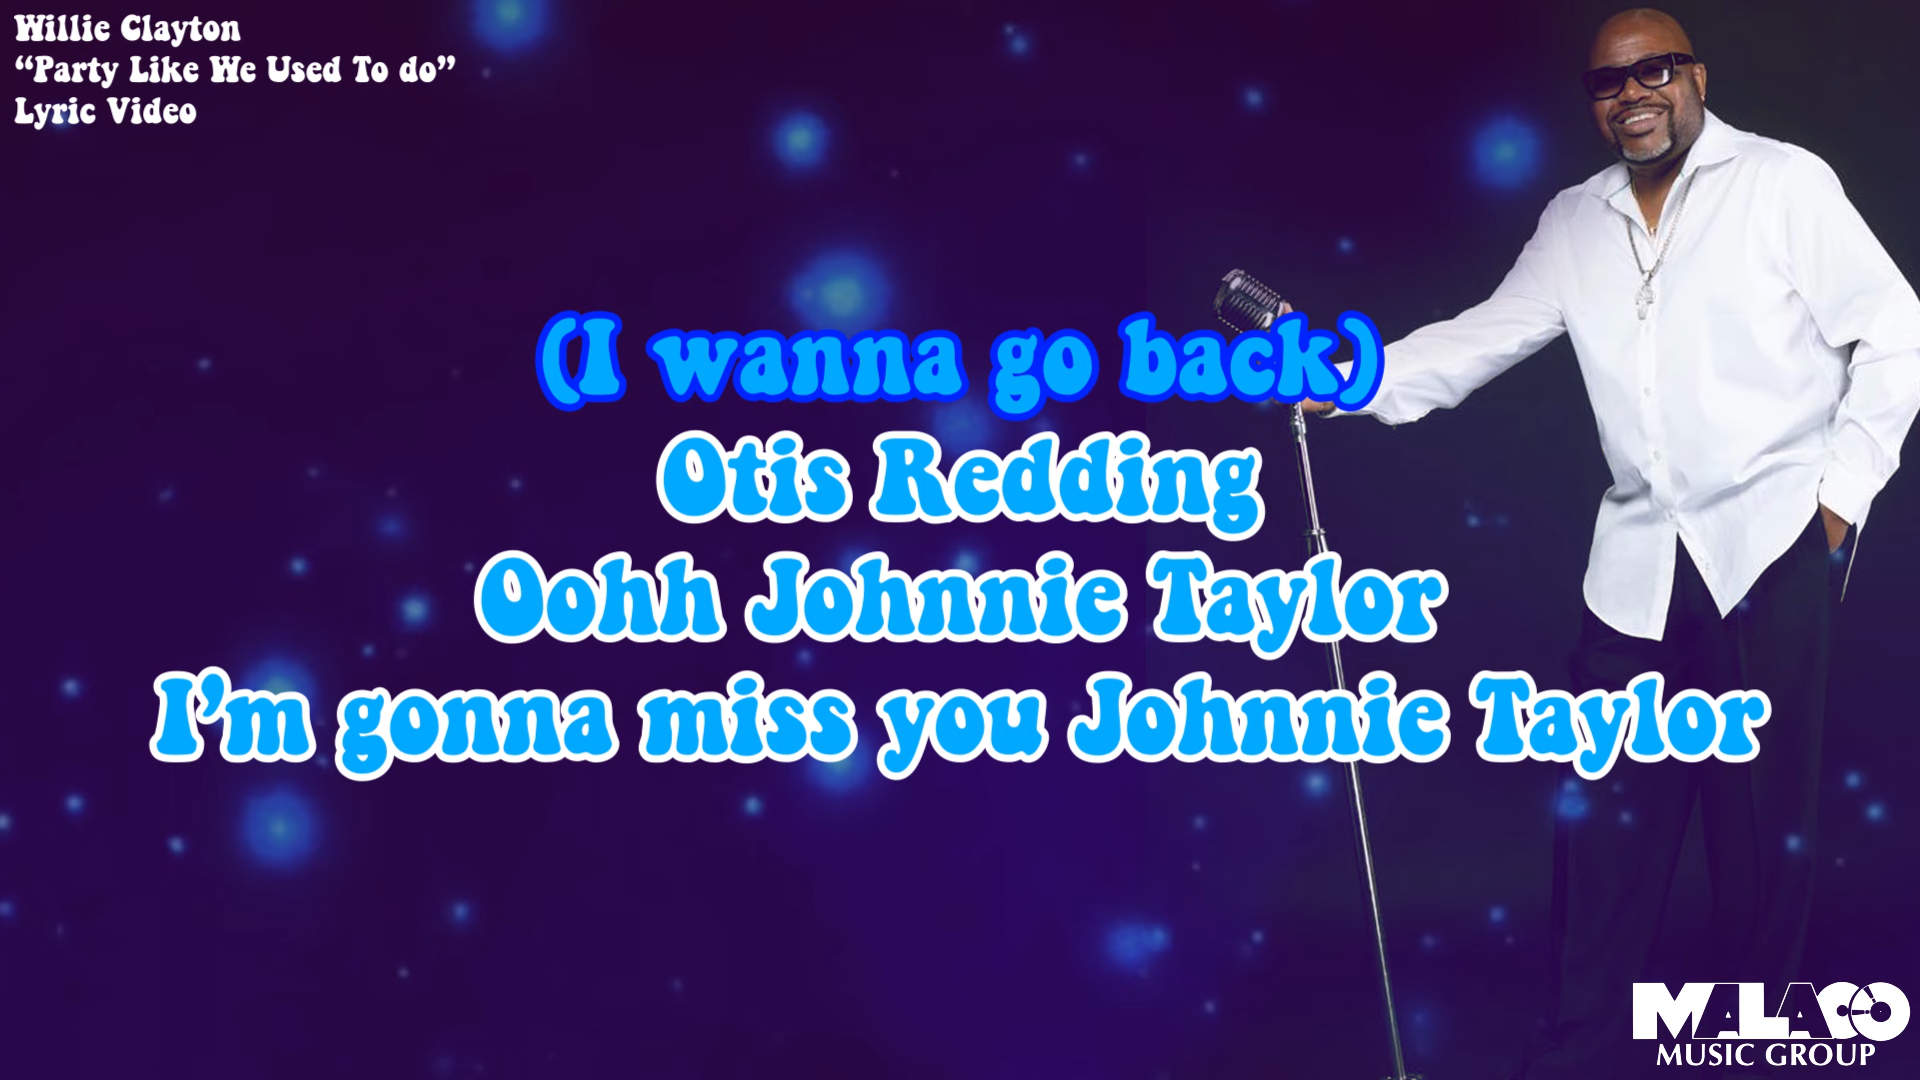 Willie Clayton
“Party Like We Used To do”
Lyric Video
(I wanna go back)
Otis Redding
Oohh Johnnie Taylor
I’m gonna miss you Johnnie Taylor
MALACO
MUSIC GROUP